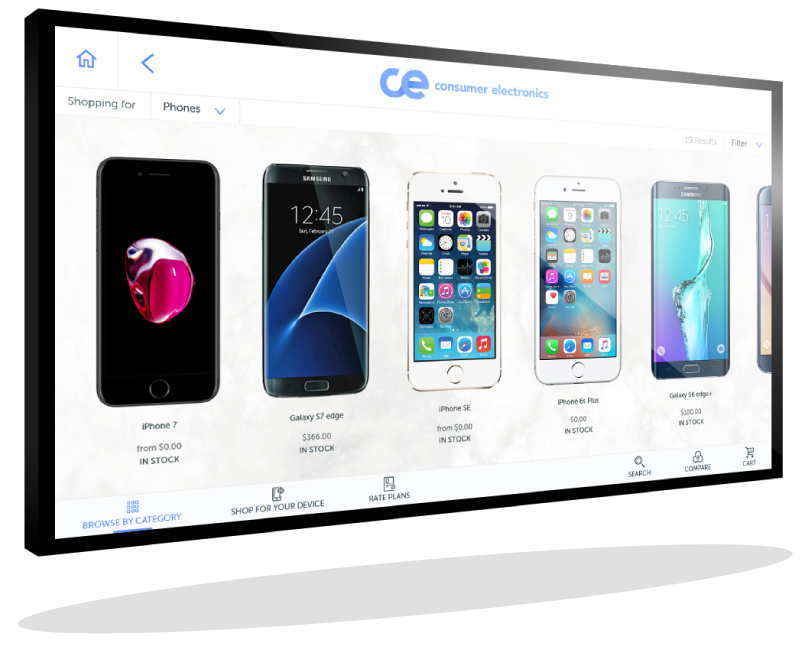 ce consumer electronics
Shopping for
Phones
19 Results
Filter
SAMSUNG
12:45
12:45
iPhone 7
from $0.00
IN STOCK
Galaxy S7 edge
$366.00
IN STOCK
iPhone SE
from $0.00
IN STOCK
iPhone 6s Plus
$0.00
IN STOCK
Galaxy S6 edge+
$100.00
IN STOCK
BROWSE BY CATEGORY
SHOP FOR YOUR DEVICE
RATE PLANS
SEARCH
COMPARE
CART